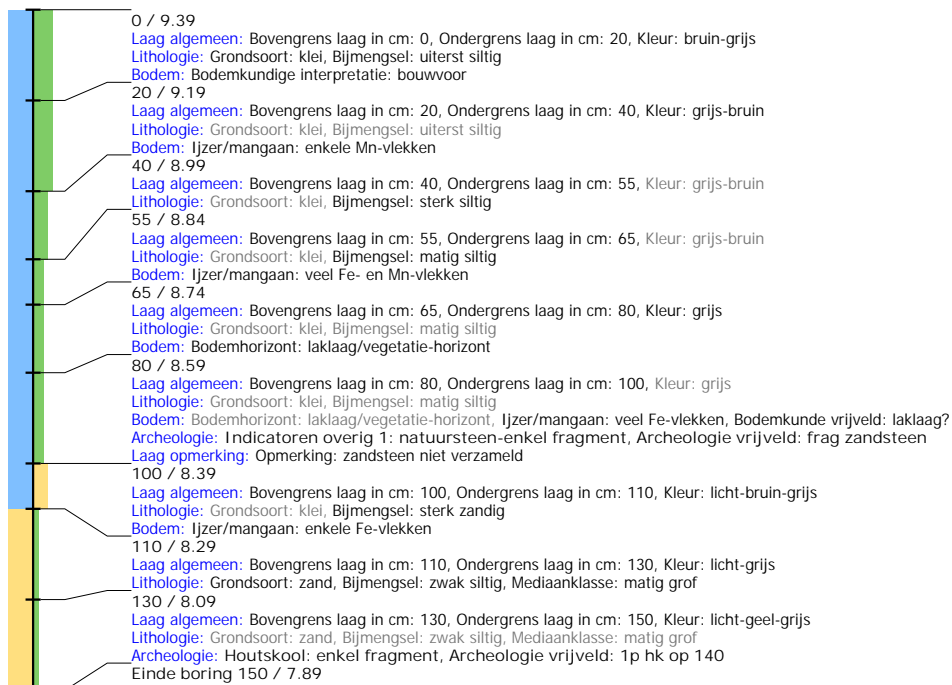 0 / 9.39
Laag algemeen: Bovengrens laag in cm: 0, Ondergrens laag in cm: 20, Kleur: bruin-grijs
Lithologie: Grondsoort: klei, Bijmengsel: uiterst siltig
Bodem: Bodemkundige interpretatie: bouwvoor
20 / 9.19
Laag algemeen: Bovengrens laag in cm: 20, Ondergrens laag in cm: 40, Kleur: grijs-bruin
Lithologie: Grondsoort: klei, Bijmengsel: uiterst siltig
Bodem: Ijzer/mangaan: enkele Mn-vlekken
40 / 8.99
Laag algemeen: Bovengrens laag in cm: 40, Ondergrens laag in cm: 55, Kleur: grijs-bruin
Lithologie: Grondsoort: klei, Bijmengsel: sterk siltig
55 / 8.84
Laag algemeen: Bovengrens laag in cm: 55, Ondergrens laag in cm: 65, Kleur: grijs-bruin
Lithologie: Grondsoort: klei, Bijmengsel: matig siltig
Bodem: Ijzer/mangaan: veel Fe- en Mn-vlekken
65 / 8.74
Laag algemeen: Bovengrens laag in cm: 65, Ondergrens laag in cm: 80, Kleur: grijs
Lithologie: Grondsoort: klei, Bijmengsel: matig siltig
Bodem: Bodemhorizont: laklaag/vegetatie-horizont
80 / 8.59
Laag algemeen: Bovengrens laag in cm: 80, Ondergrens laag in cm: 100, Kleur: grijs
Lithologie: Grondsoort: klei, Bijmengsel: matig siltig
Bodem: Bodemhorizont: laklaag/vegetatie-horizont, Ijzer/mangaan: veel Fe-vlekken, Bodemkunde vrijveld: laklaag?
Archeologie: Indicatoren overig 1: natuursteen-enkel fragment, Archeologie vrijveld: frag zandsteen
Laag opmerking: Opmerking: zandsteen niet verzameld
100 / 8.39
Laag algemeen: Bovengrens laag in cm: 100, Ondergrens laag in cm: 110, Kleur: licht-bruin-grijs
Lithologie: Grondsoort: klei, Bijmengsel: sterk zandig
Bodem: Ijzer/mangaan: enkele Fe-vlekken
110 / 8.29
Laag algemeen: Bovengrens laag in cm: 110, Ondergrens laag in cm: 130, Kleur: licht-grijs
Lithologie: Grondsoort: zand, Bijmengsel: zwak siltig, Mediaanklasse: matig grof
130 / 8.09
Laag algemeen: Bovengrens laag in cm: 130, Ondergrens laag in cm: 150, Kleur: licht-geel-grijs
Lithologie: Grondsoort: zand, Bijmengsel: zwak siltig, Mediaanklasse: matig grof
Archeologie: Houtskool: enkel fragment, Archeologie vrijveld: 1p hk op 140
Einde boring 150 / 7.89